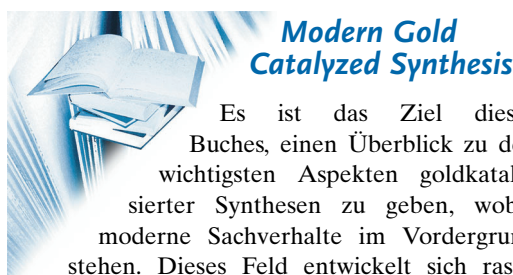 Modern Gold
Catalyzed Synthesis
Es ist das Ziel dies
Buches, einen Überblick zu de
wichtigsten Aspekten goldkatal
sierter Synthesen zu geben, wob
moderne Sachverhalte im Vordergrun
stehen. Dieses Feld entwickelt sich ras